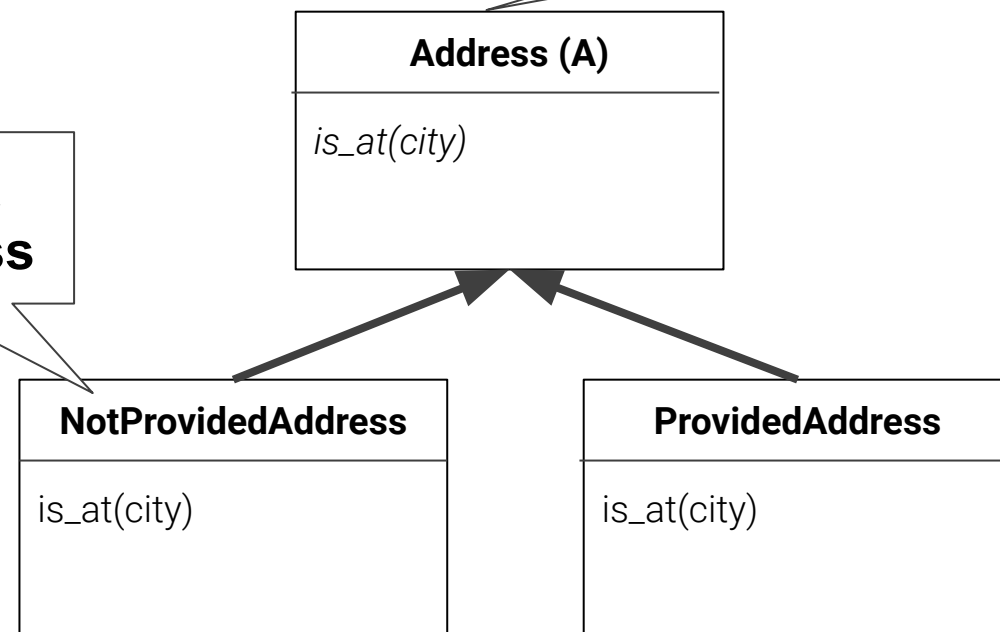 Address (A)
is_at(city)
ss
NotProvidedAddress
ProvidedAddress
is_at(city)
is_at(city)